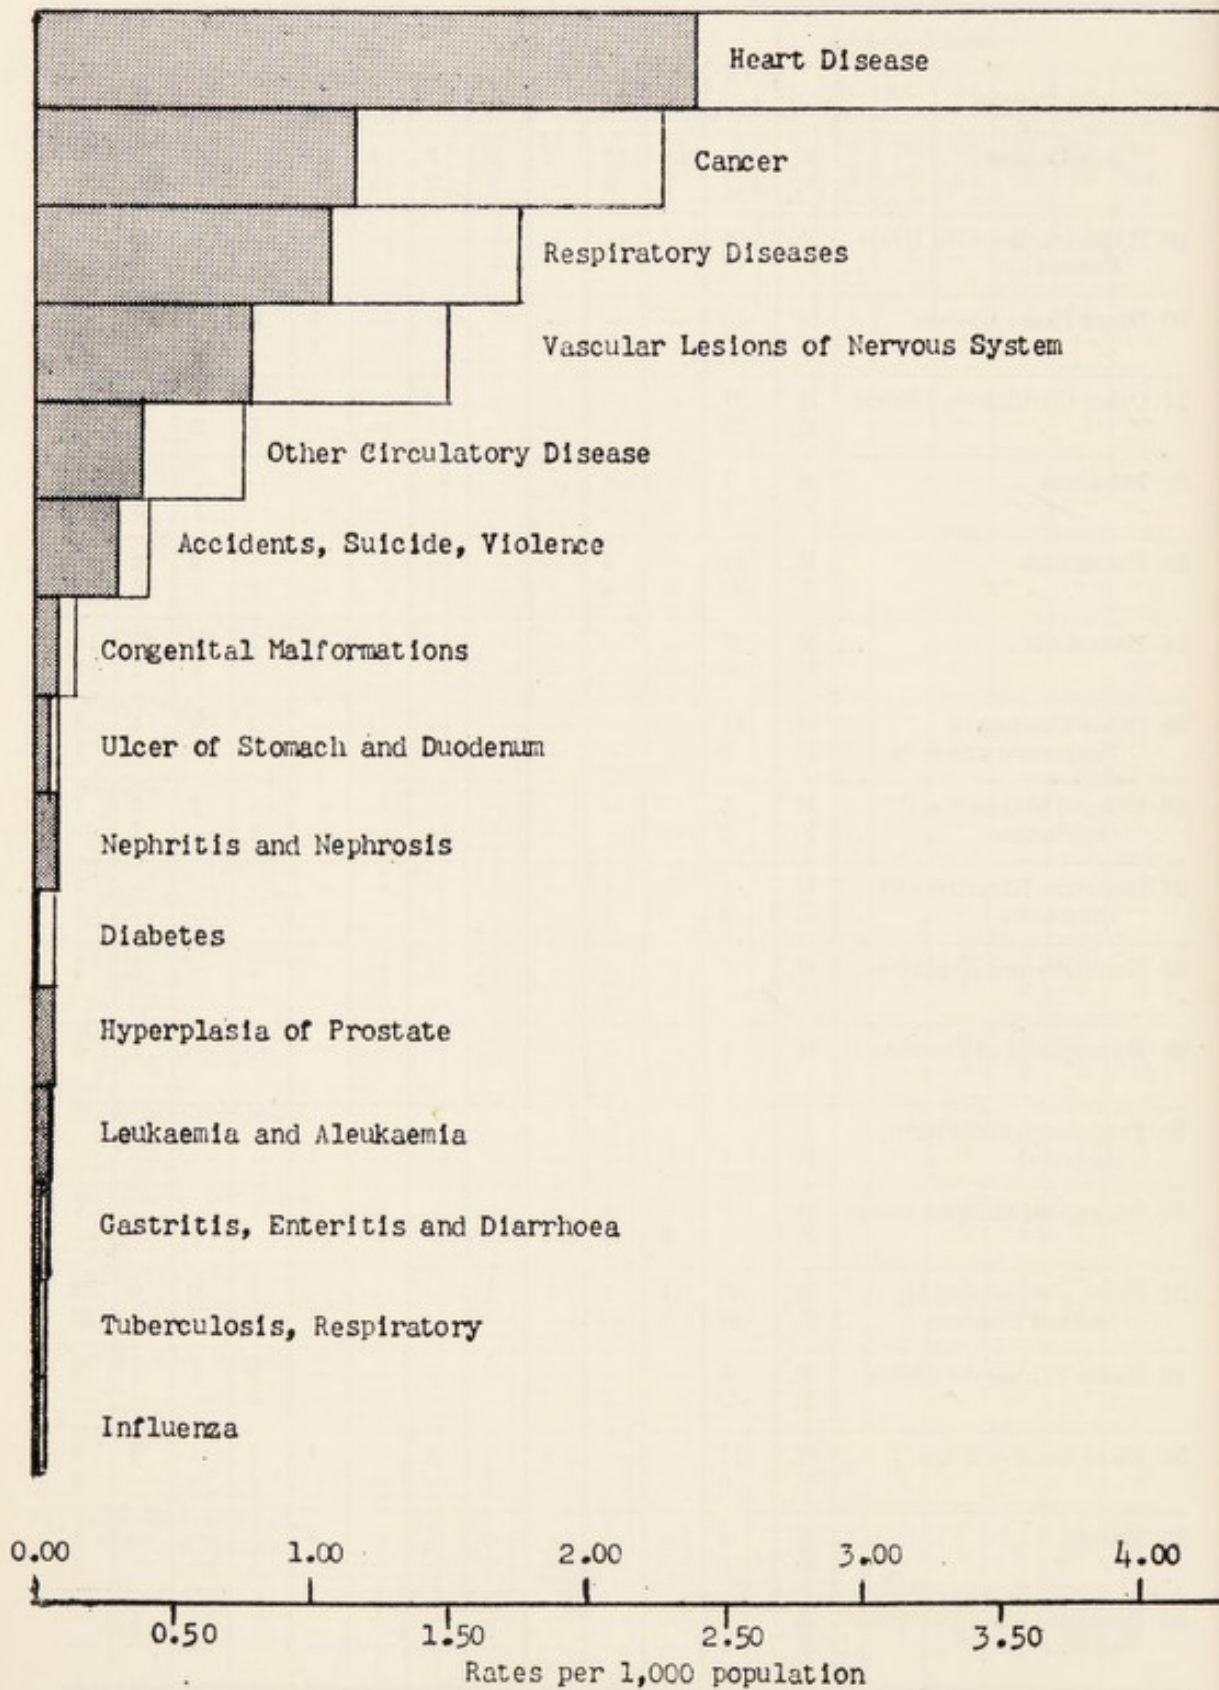 Heart Disease
Cancer
Respiratory Diseases
Vascular Lesions of Nervous System
Other Circulatory Disease
Accidents, Suicide, Violence
Congenital Malformations
Ulcer of Stomach and Duodenum
Nephritis and Nephrosis
Diabetes
Hyperplasia of Prostate
Leukaemia and Aleukaemia
Gastritis, Enteritis and Diarrhoea
Tuberculosis, Respiratory
Influenza
0.00 1.00 2.00 3.00 4.00
0.50 1.50 2.50 3.50
Rates per 1,000 population